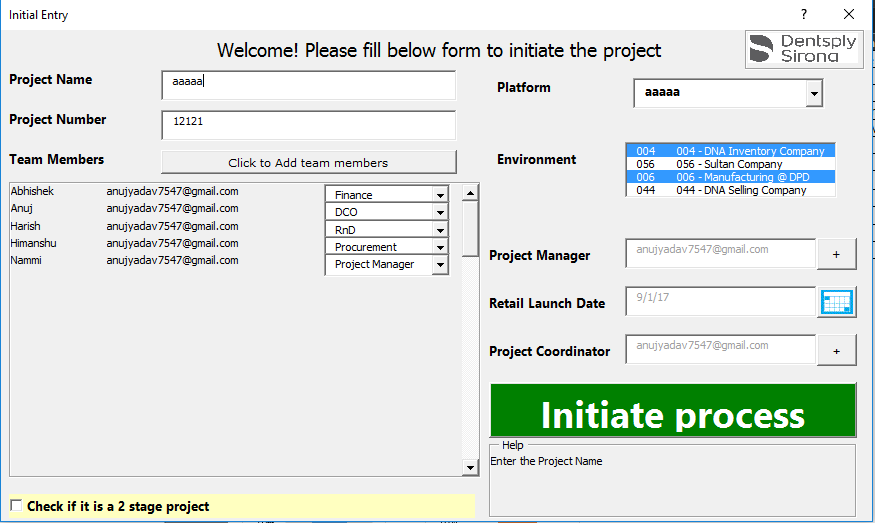 Initial Entry
?
Welcome! Please fill below form to initiate the project
Dentsply
Sirona
Project Name
aaaaa
Project Number
12121
Team Members
Click to Add team members
Abhishek anujyadav7547@gmail.com Finance
Anuj anujyadav7547@gmail.com DCO
Harish anujyadav7547@gmail.com RnD
Himanshu anujyadav7547@gmail.com Procurement
Nammi anujyadav7547@gmail.com Project Manager
Check if it is a 2 stage project
Platform
aaaaa
Environment
004 004 - DNA Inventory Company
056 056 - Sultan Company
006 006 - Manufacturing @ DPD
044 044 - DNA Selling Company
Project Manager
anujyadav7547@gmail.com
+
Retail Launch Date
9/1/17
Project Coordinator
anujyadav7547@gmail.com
+
Initiate process
Help
Enter the Project Name